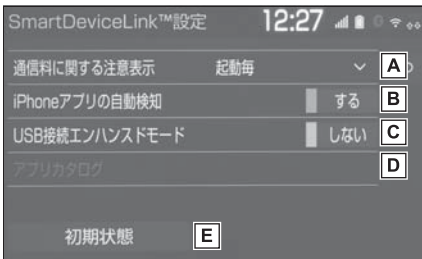 SmartDeviceLink™設定 12:27
通信料に関する注意表示 起動毎 A
iPhoneアプリの自動検知 する B
USB接続エンハンスドモード しない C
アプリカタログ D
初期状態 E